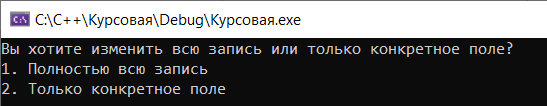 C:\C++\Курсовая\Debug\Курсовая.exe
Вы хотите изменить всю запись или только конкретное поле?
1. Полностью всю запись
2. Только конкретное поле